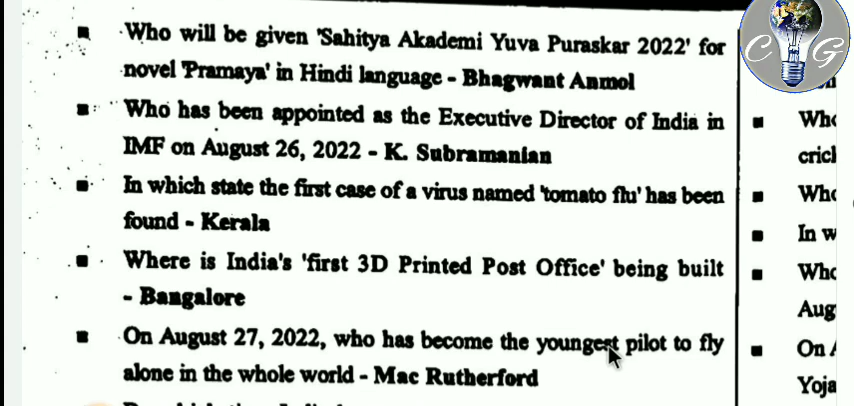 Who will be given 'Sahitya Akademi Yuva Puraskar 2022' for
novel 'Pramaya' in Hindi language - Bhagwant Anmol
Who has been appointed as the Executive Director of India in
IMF on August 26, 2022 - K. Subramanian
In which state the first case of a virus named 'tomato flu' has been
found - Kerala
Where is India's 'first 3D Printed Post Office' being built
- Bangalore
On August 27, 2022, who has become the youngest pilot to fly
alone in the whole world - Mac Rutherford
C G
Who
In w
Who
Aug
On A
Yoja